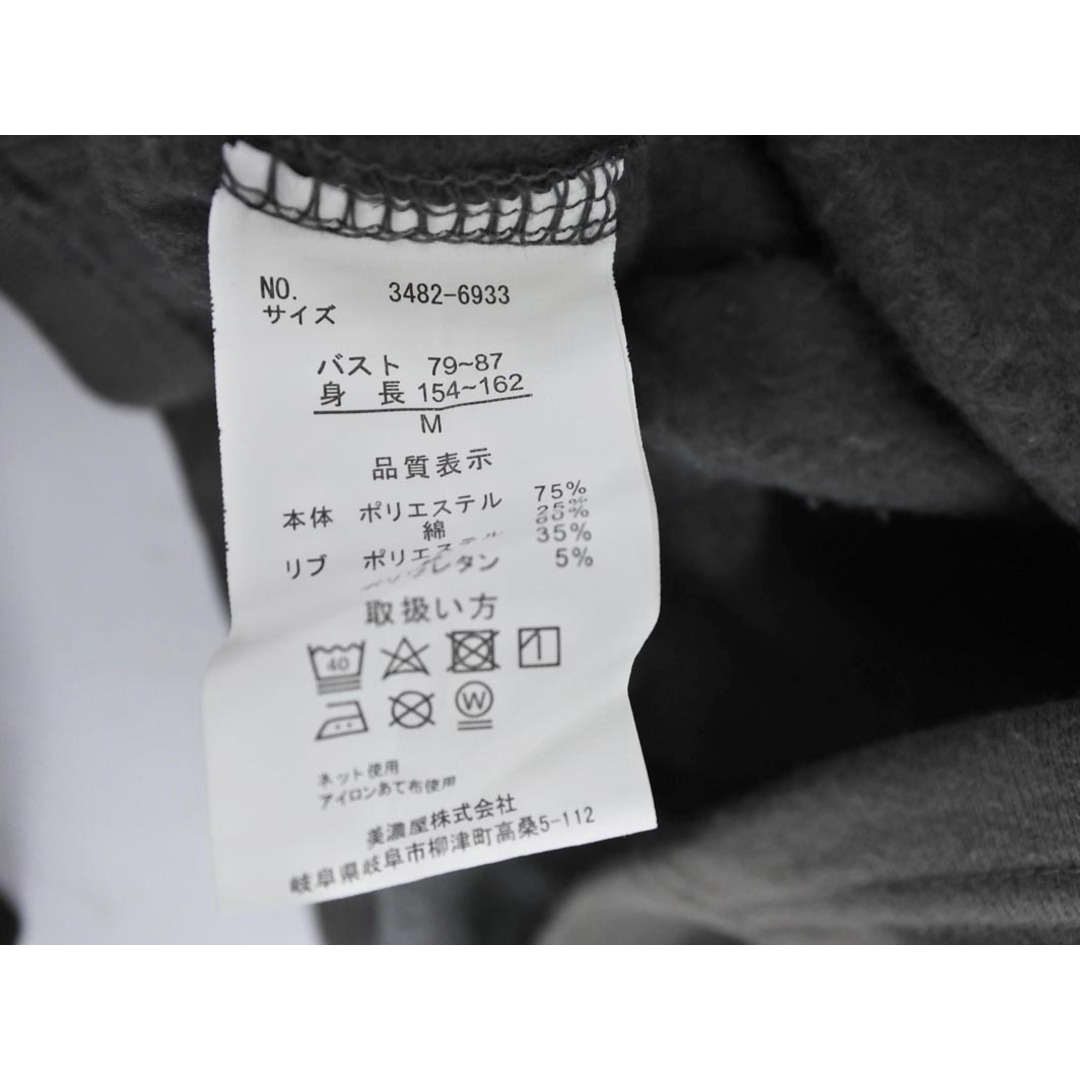 NO. 3482-6933
サイズ
バスト 79~87
身 長 154~162
M
品質表示
本体 ポリエステル 75%
綿 25%
リブ ポリエステル 35%
5%
取扱い方
40
W
ネット使用
アイロンあて布使用
美濃屋株式会社
岐阜県岐阜市柳津町高桑5-112